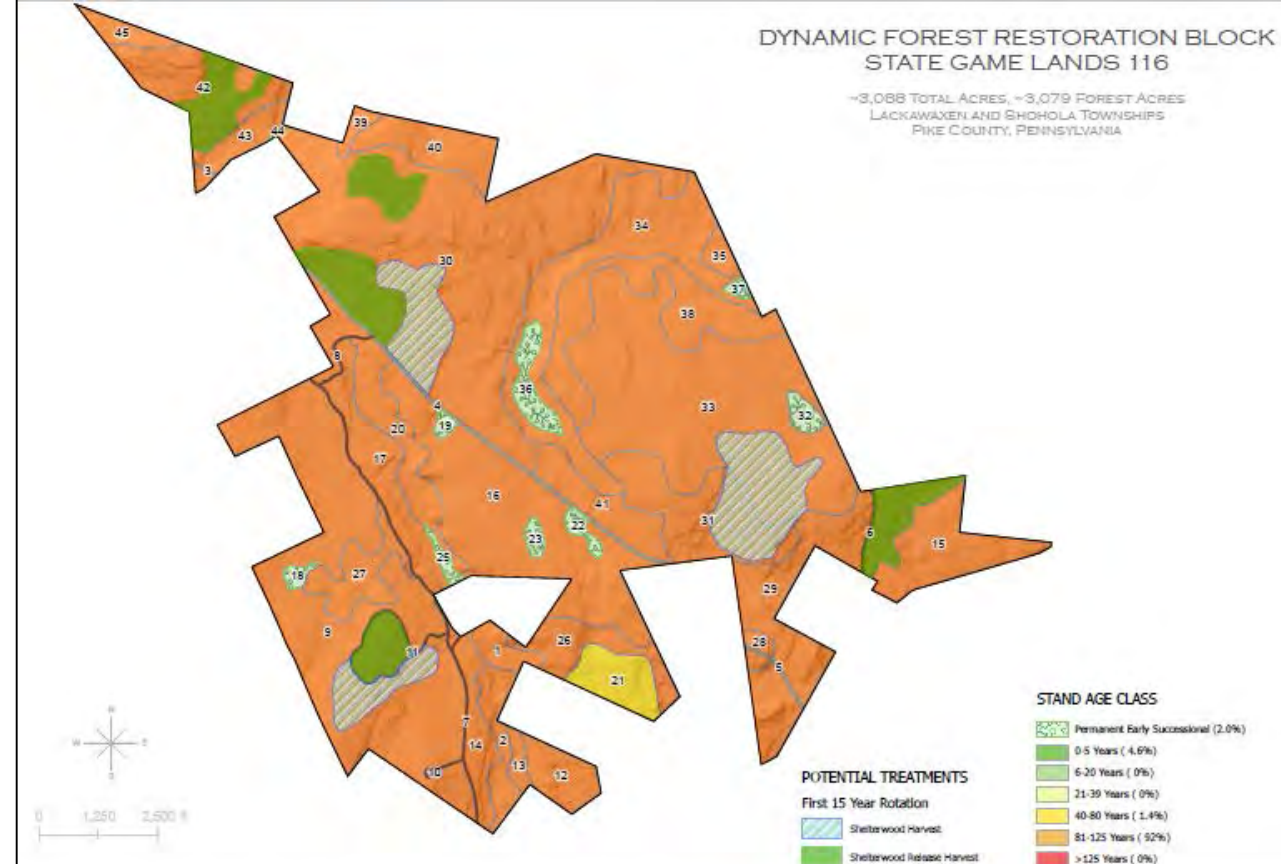 DYNAMIC FOREST RESTORATION BLOCK
STATE GAME LANDS 116
~3,088 TOTAL ACRES, ~3,079 FOREST ACRES
LACKAWAXEN AND SHOHOLA TOWNSHIPS
PIKE COUNTY, PENNSYLVANIA
45
42
43
44
3
39
40
34
35
30
37
38
8
36
4
33
32
19
20
17
16
41
31
22
6
23
15
25
18
27
29
9
28
26
11
1
5
21
7
2
14
13
10
12
N
W
E
S
0 1,250 2,500 ft
POTENTIAL TREATMENTS
First 15 Year Rotation
Shelterwood Harvest
Shelterwood Release Harvest
STAND AGE CLASS
Permanent Early Successional (2.0%)
0-5 Years ( 4.6%)
6-20 Years ( 0%)
21-39 Years ( 0%)
40-80 Years ( 1.4%)
81-125 Years ( 92%)
>125 Years ( 0%)